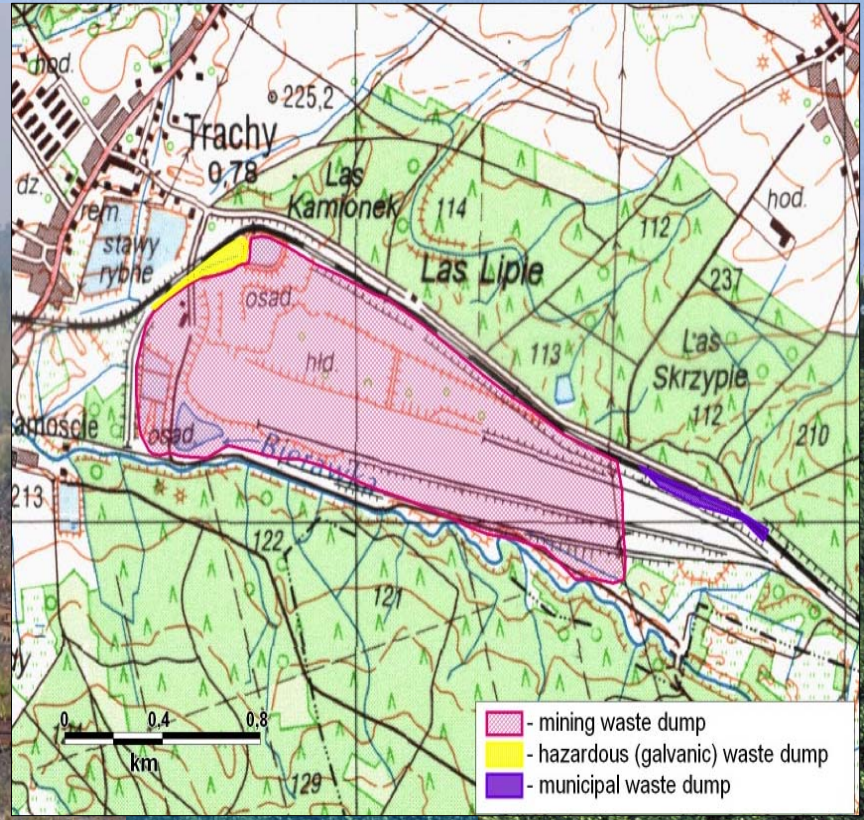 hod.
225,2
Trachy
0,78
Las
Kamionek
114
dz.
rem.
stawy
rybne
112
hod.
Las Lipie
237
osad.
113
Las
Skrzypie
hłd.
112
210
osad.
Bierawka
213
122
121
0
0,4
0,8
km
129
- mining waste dump
- hazardous (galvanic) waste dump
- municipal waste dump